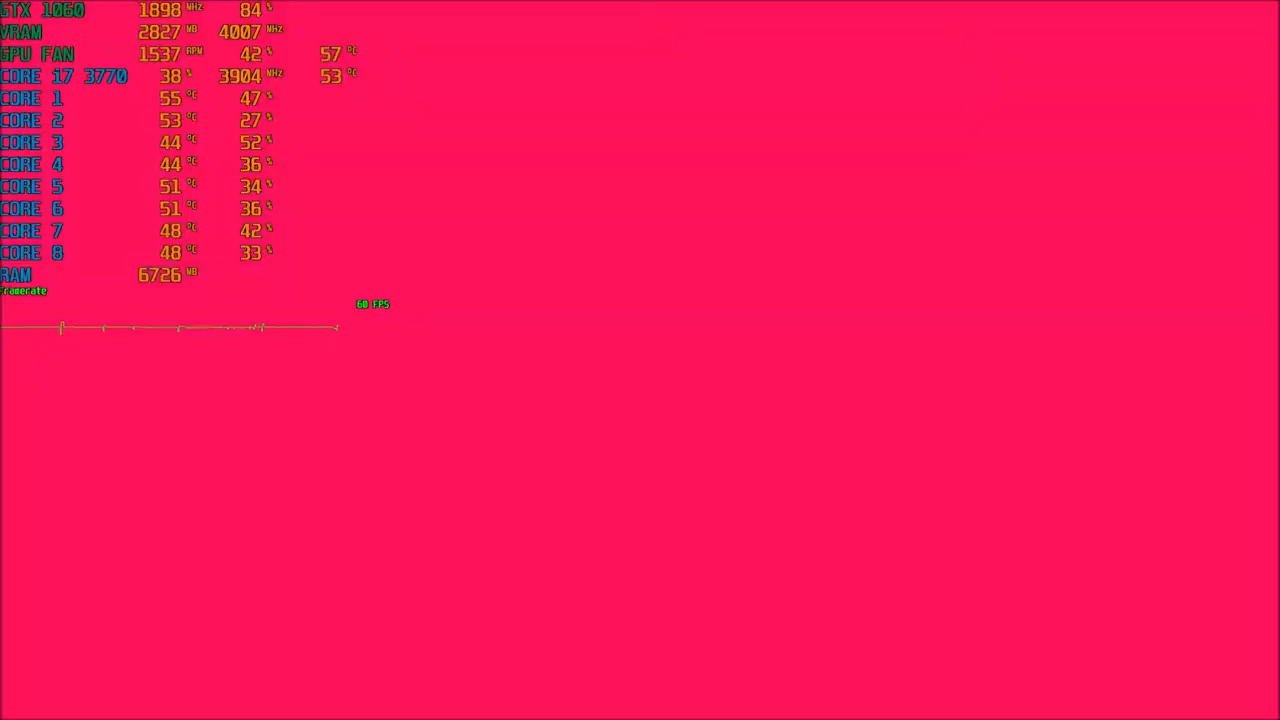 GTX 1060 1898 MHz 84 %
VRAM 2827 MB 4007 MHz
GPU FAN 1537 RPM 42 % 57 °C
CORE i7 3770 38 % 3904 MHz 53 °C
CORE 1 55 °C 47 %
CORE 2 53 °C 27 %
CORE 3 44 °C 52 %
CORE 4 44 °C 36 %
CORE 5 51 °C 34 %
CORE 6 51 °C 36 %
CORE 7 48 °C 42 %
CORE 8 48 °C 33 %
RAM 6726 MB
Framerate
60 FPS